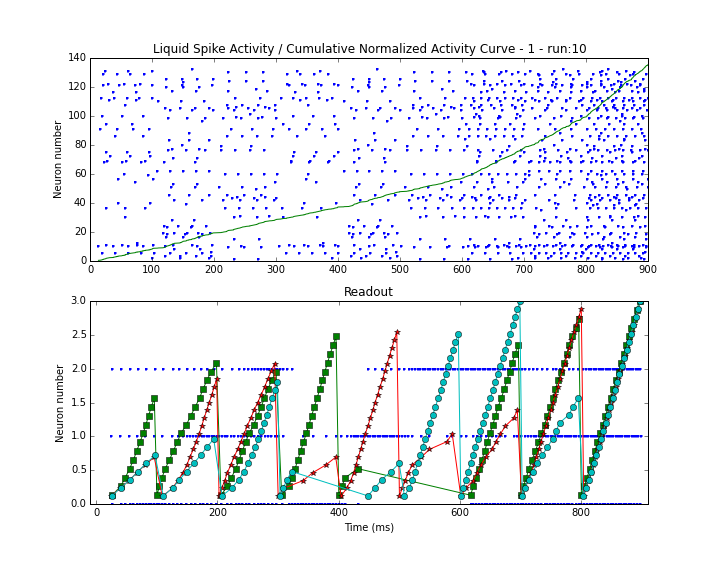 Liquid Spike Activity / Cumulative Normalized Activity Curve - 1 - run:10
140
120
100
80
60
40
20
0
Neuron number
0 100 200 300 400 500 600 700 800 900
Readout
3.0
2.5
2.0
1.5
1.0
0.5
0.0
Neuron number
0 200 400 600 800
Time (ms)